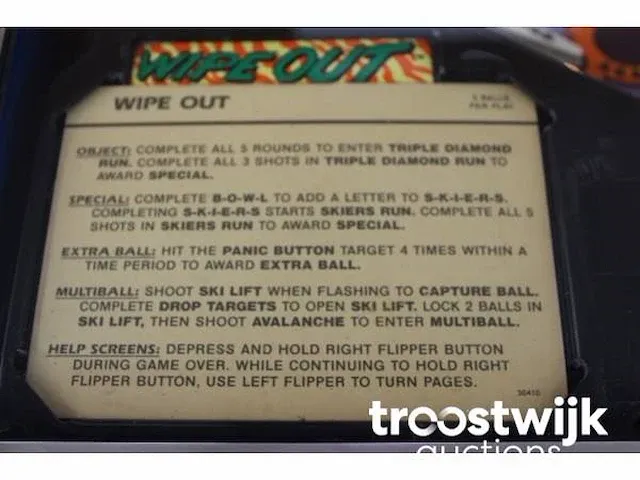 WIPE OUT
WIPE OUT
3 BALLS
PER PLAY
OBJECT: COMPLETE ALL 5 ROUNDS TO ENTER TRIPLE DIAMOND
RUN. COMPLETE ALL 3 SHOTS IN TRIPLE DIAMOND RUN TO
AWARD SPECIAL.
SPECIAL: COMPLETE B-O-W-L TO ADD A LETTER TO S-K-I-E-R-S.
COMPLETING S-K-I-E-R-S STARTS SKIERS RUN. COMPLETE ALL 5
SHOTS IN SKIERS RUN TO AWARD SPECIAL.
EXTRA BALL: HIT THE PANIC BUTTON TARGET 4 TIMES WITHIN A
TIME PERIOD TO AWARD EXTRA BALL.
MULTIBALL: SHOOT SKI LIFT WHEN FLASHING TO CAPTURE BALL.
COMPLETE DROP TARGETS TO OPEN SKI LIFT. LOCK 2 BALLS IN
SKI LIFT, THEN SHOOT AVALANCHE TO ENTER MULTIBALL.
HELP SCREENS: DEPRESS AND HOLD RIGHT FLIPPER BUTTON
DURING GAME OVER. WHILE CONTINUING TO HOLD RIGHT
FLIPPER BUTTON, USE LEFT FLIPPER TO TURN PAGES.
30410
troostwijk
auctions